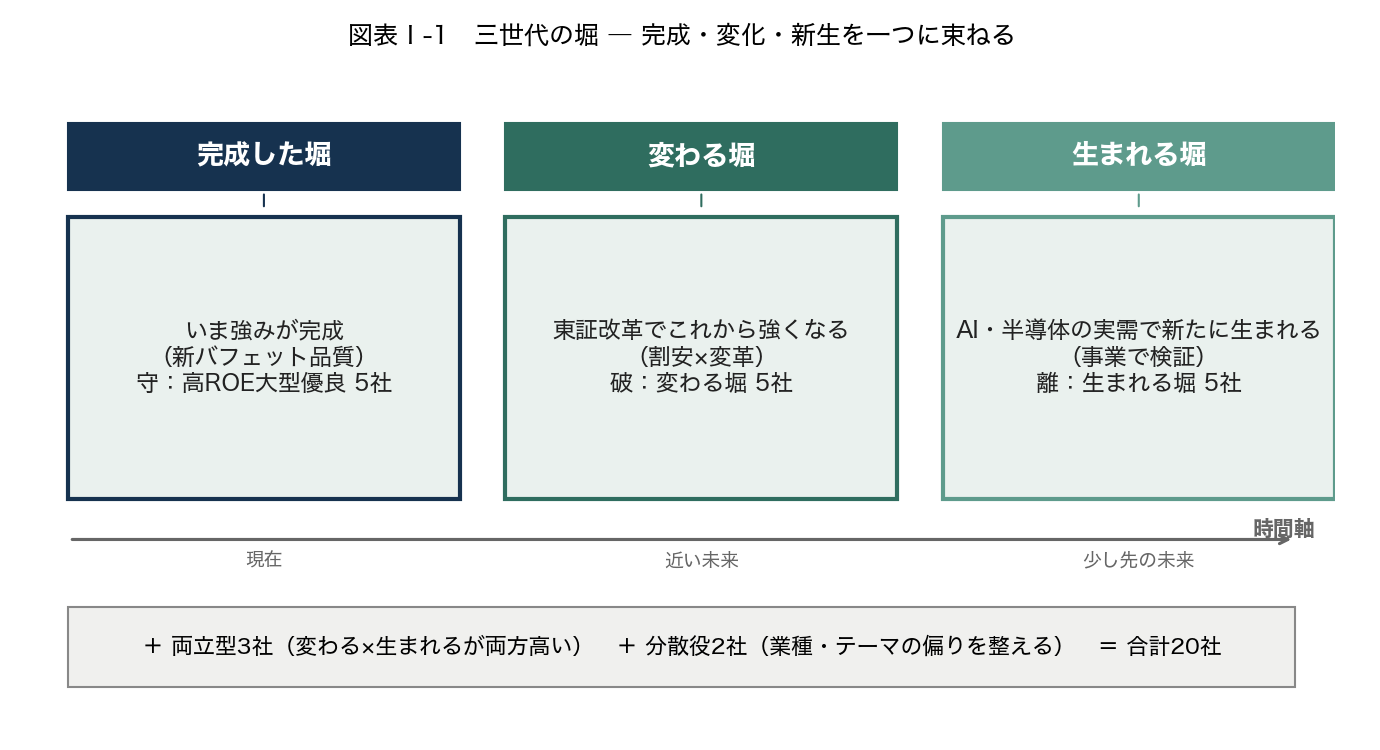 図表Ⅰ-1　三世代の堀 — 完成・変化・新生を一つに束ねる
完成した堀
変わる堀
生まれる堀
いま強みが完成
（新バフェット品質）
守：高ROE大型優良 5社
東証改革でこれから強くなる
（割安×変革）
破：変わる堀 5社
AI・半導体の実需で新たに生まれる
（事業で検証）
離：生まれる堀 5社
時間軸
現在
近い未来
少し先の未来
＋ 両立型3社（変わる×生まれるが両方高い）　＋ 分散役2社（業種・テーマの偏りを整える）　＝ 合計20社